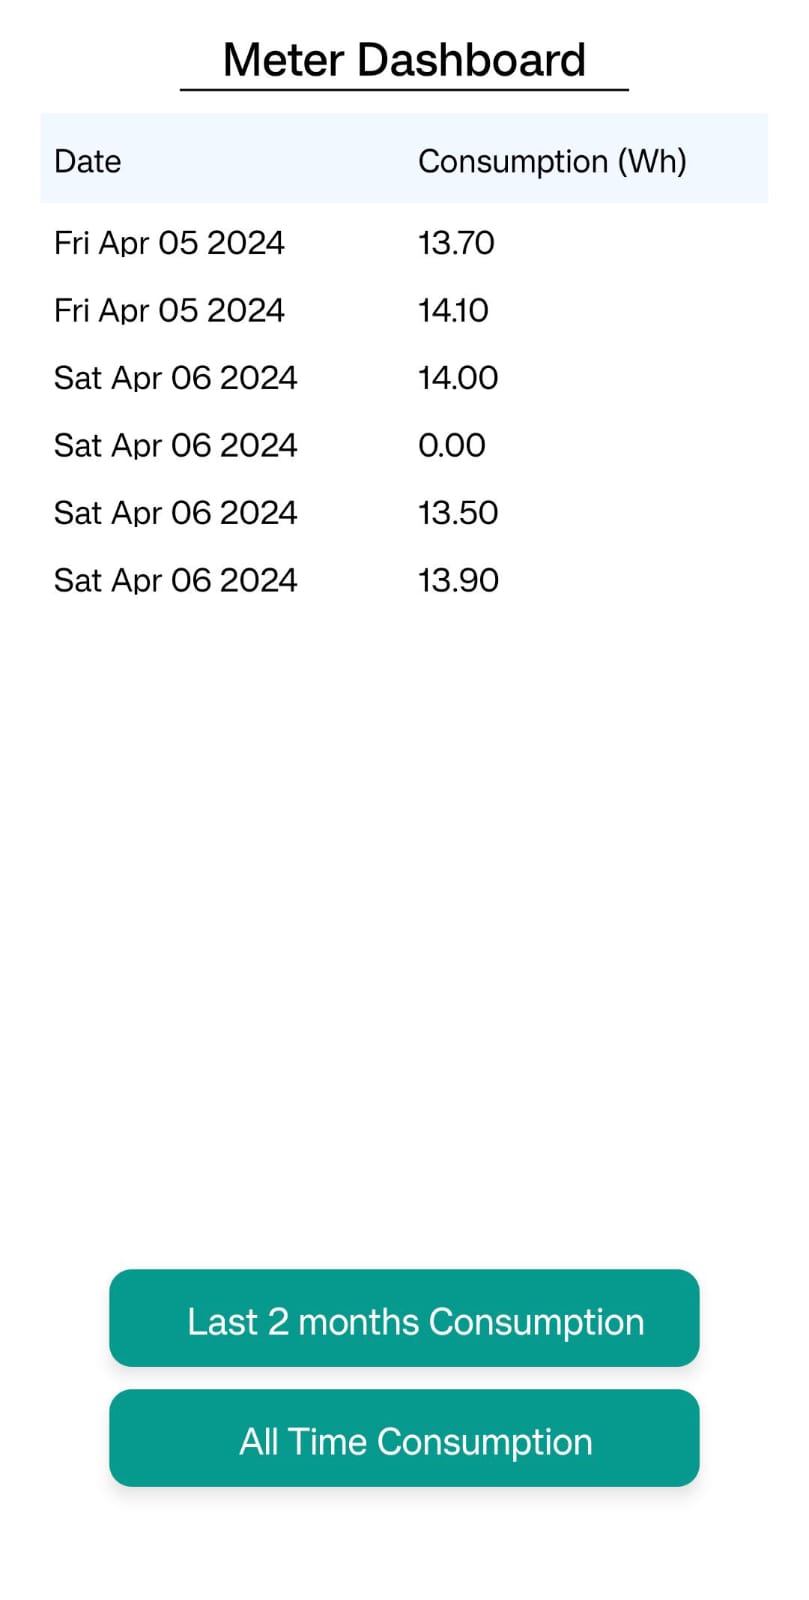 Meter Dashboard
Date Consumption (Wh)
Fri Apr 05 2024 13.70
Fri Apr 05 2024 14.10
Sat Apr 06 2024 14.00
Sat Apr 06 2024 0.00
Sat Apr 06 2024 13.50
Sat Apr 06 2024 13.90
Last 2 months Consumption
All Time Consumption